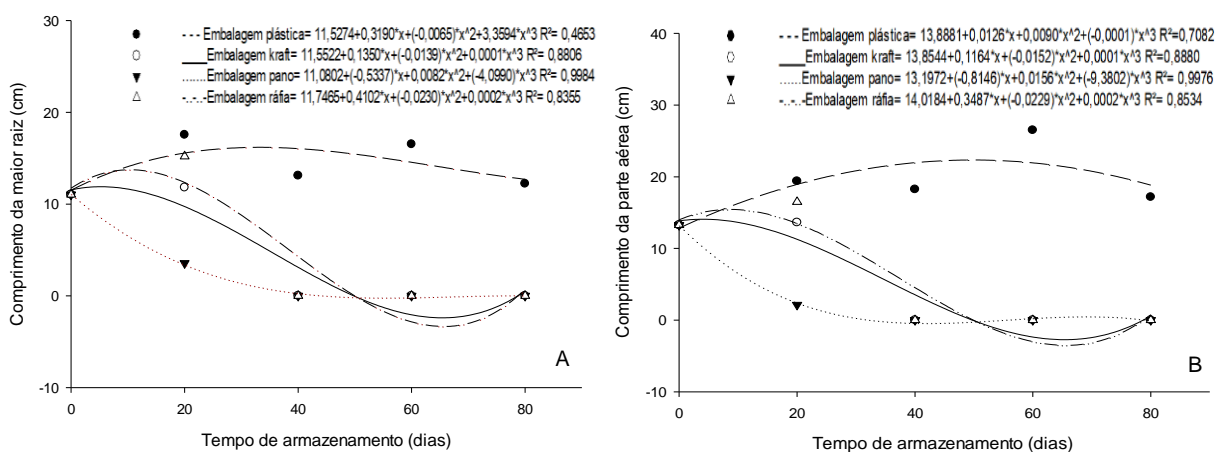 Embalagem plástica= 11,5274+0,3190*x+(-0,0065)*x^2+3,3594*x^3 R²= 0,4653
Embalagem kraft= 11,5522+0,1350*x+(-0,0139)*x^2+0,0001*x^3 R²= 0,8806
Embalagem pano= 11,0802+(-0,5337)*x+0,0082*x^2+(-4,0990)*x^3 R²= 0,9984
Embalagem ráfia= 11,7465+0,4102*x+(-0,0230)*x^2+0,0002*x^3 R²= 0,8355
Comprimento da maior raiz (cm)
30
20
10
0
-10
A
0 20 40 60 80
Tempo de armazenamento (dias)
Embalagem plástica= 13,8881+0,0126*x+0,0090*x^2+(-0,0001)*x^3 R²=0,7082
Embalagem kraft= 13,8544+0,1164*x+(-0,0152)*x^2+0,0001*x^3 R²= 0,8880
Embalagem pano= 13,1972+(-0,8146)*x+0,0156*x^2+(-9,3802)*x^3 R²= 0,9976
Embalagem ráfia= 14,0184+0,3487*x+(-0,0229)*x^2+0,0002*x^3 R²= 0,8534
Comprimento da parte aérea (cm)
40
30
20
10
0
-10
B
0 20 40 60 80
Tempo de armazenamento (dias)